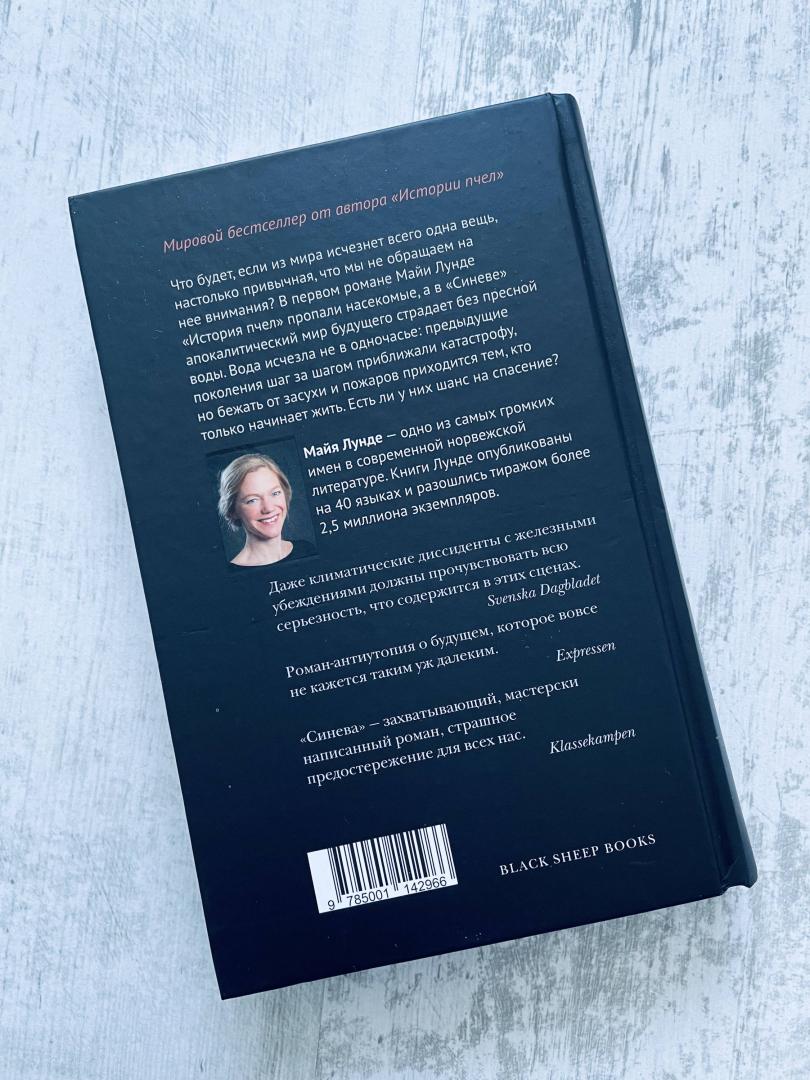 Мировой бестселлер от автора «Истории пчел»
Что будет, если из мира исчезнет всего одна вещь,
настолько привычная, что мы не обращаем на
нее внимания? В первом романе Майи Лунде
«История пчел» пропали насекомые, а в «Синеве»
апокалитический мир будущего страдает без пресной
воды. Вода исчезла не в одночасье: предыдущие
поколения шаг за шагом приближали катастрофу,
но бежать от засухи и пожаров приходится тем, кто
только начинает жить. Есть ли у них шанс на спасение?
Майя Лунде — одно из самых громких
имен в современной норвежской
литературе. Книги Лунде опубликованы
на 40 языках и разошлись тиражом более
2,5 миллиона экземпляров.
Даже климатические диссиденты с железными
убеждениями должны прочувствовать всю
серьезность, что содержится в этих сценах.
Svenska Dagbladet
Роман-антиутопия о будущем, которое вовсе
не кажется таким уж далеким.
Expressen
«Синева» — захватывающий, мастерски
написанный роман, страшное
предостережение для всех нас.
Klassekampen
9 785001 142966
BLACK SHEEP BOOKS